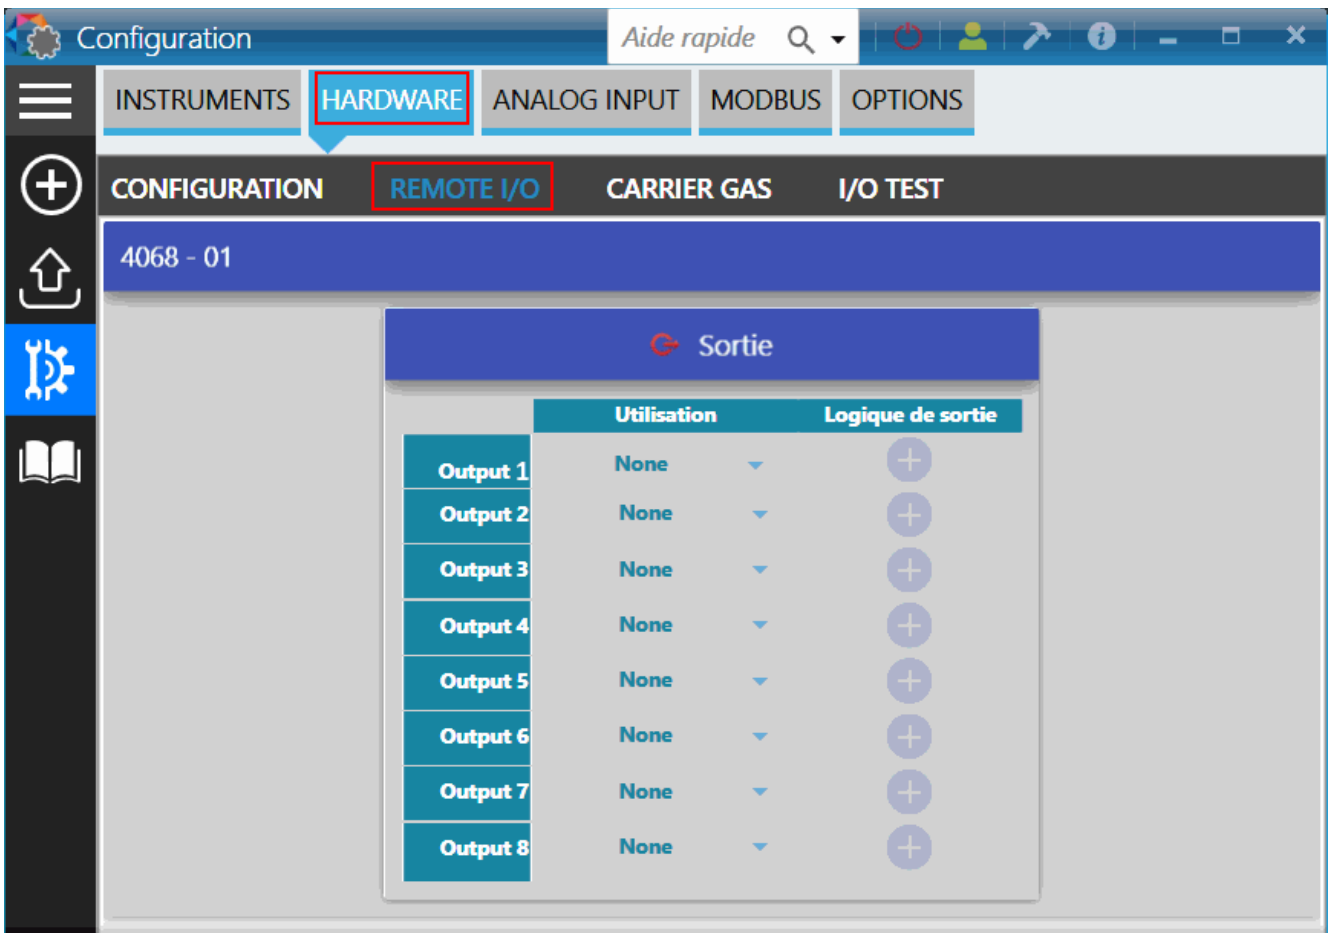 Configuration Aide rapide
INSTRUMENTS HARDWARE ANALOG INPUT MODBUS OPTIONS
CONFIGURATION REMOTE I/O CARRIER GAS I/O TEST
4068 - 01
Sortie
Utilisation Logique de sortie
Output 1 None
Output 2 None
Output 3 None
Output 4 None
Output 5 None
Output 6 None
Output 7 None
Output 8 None